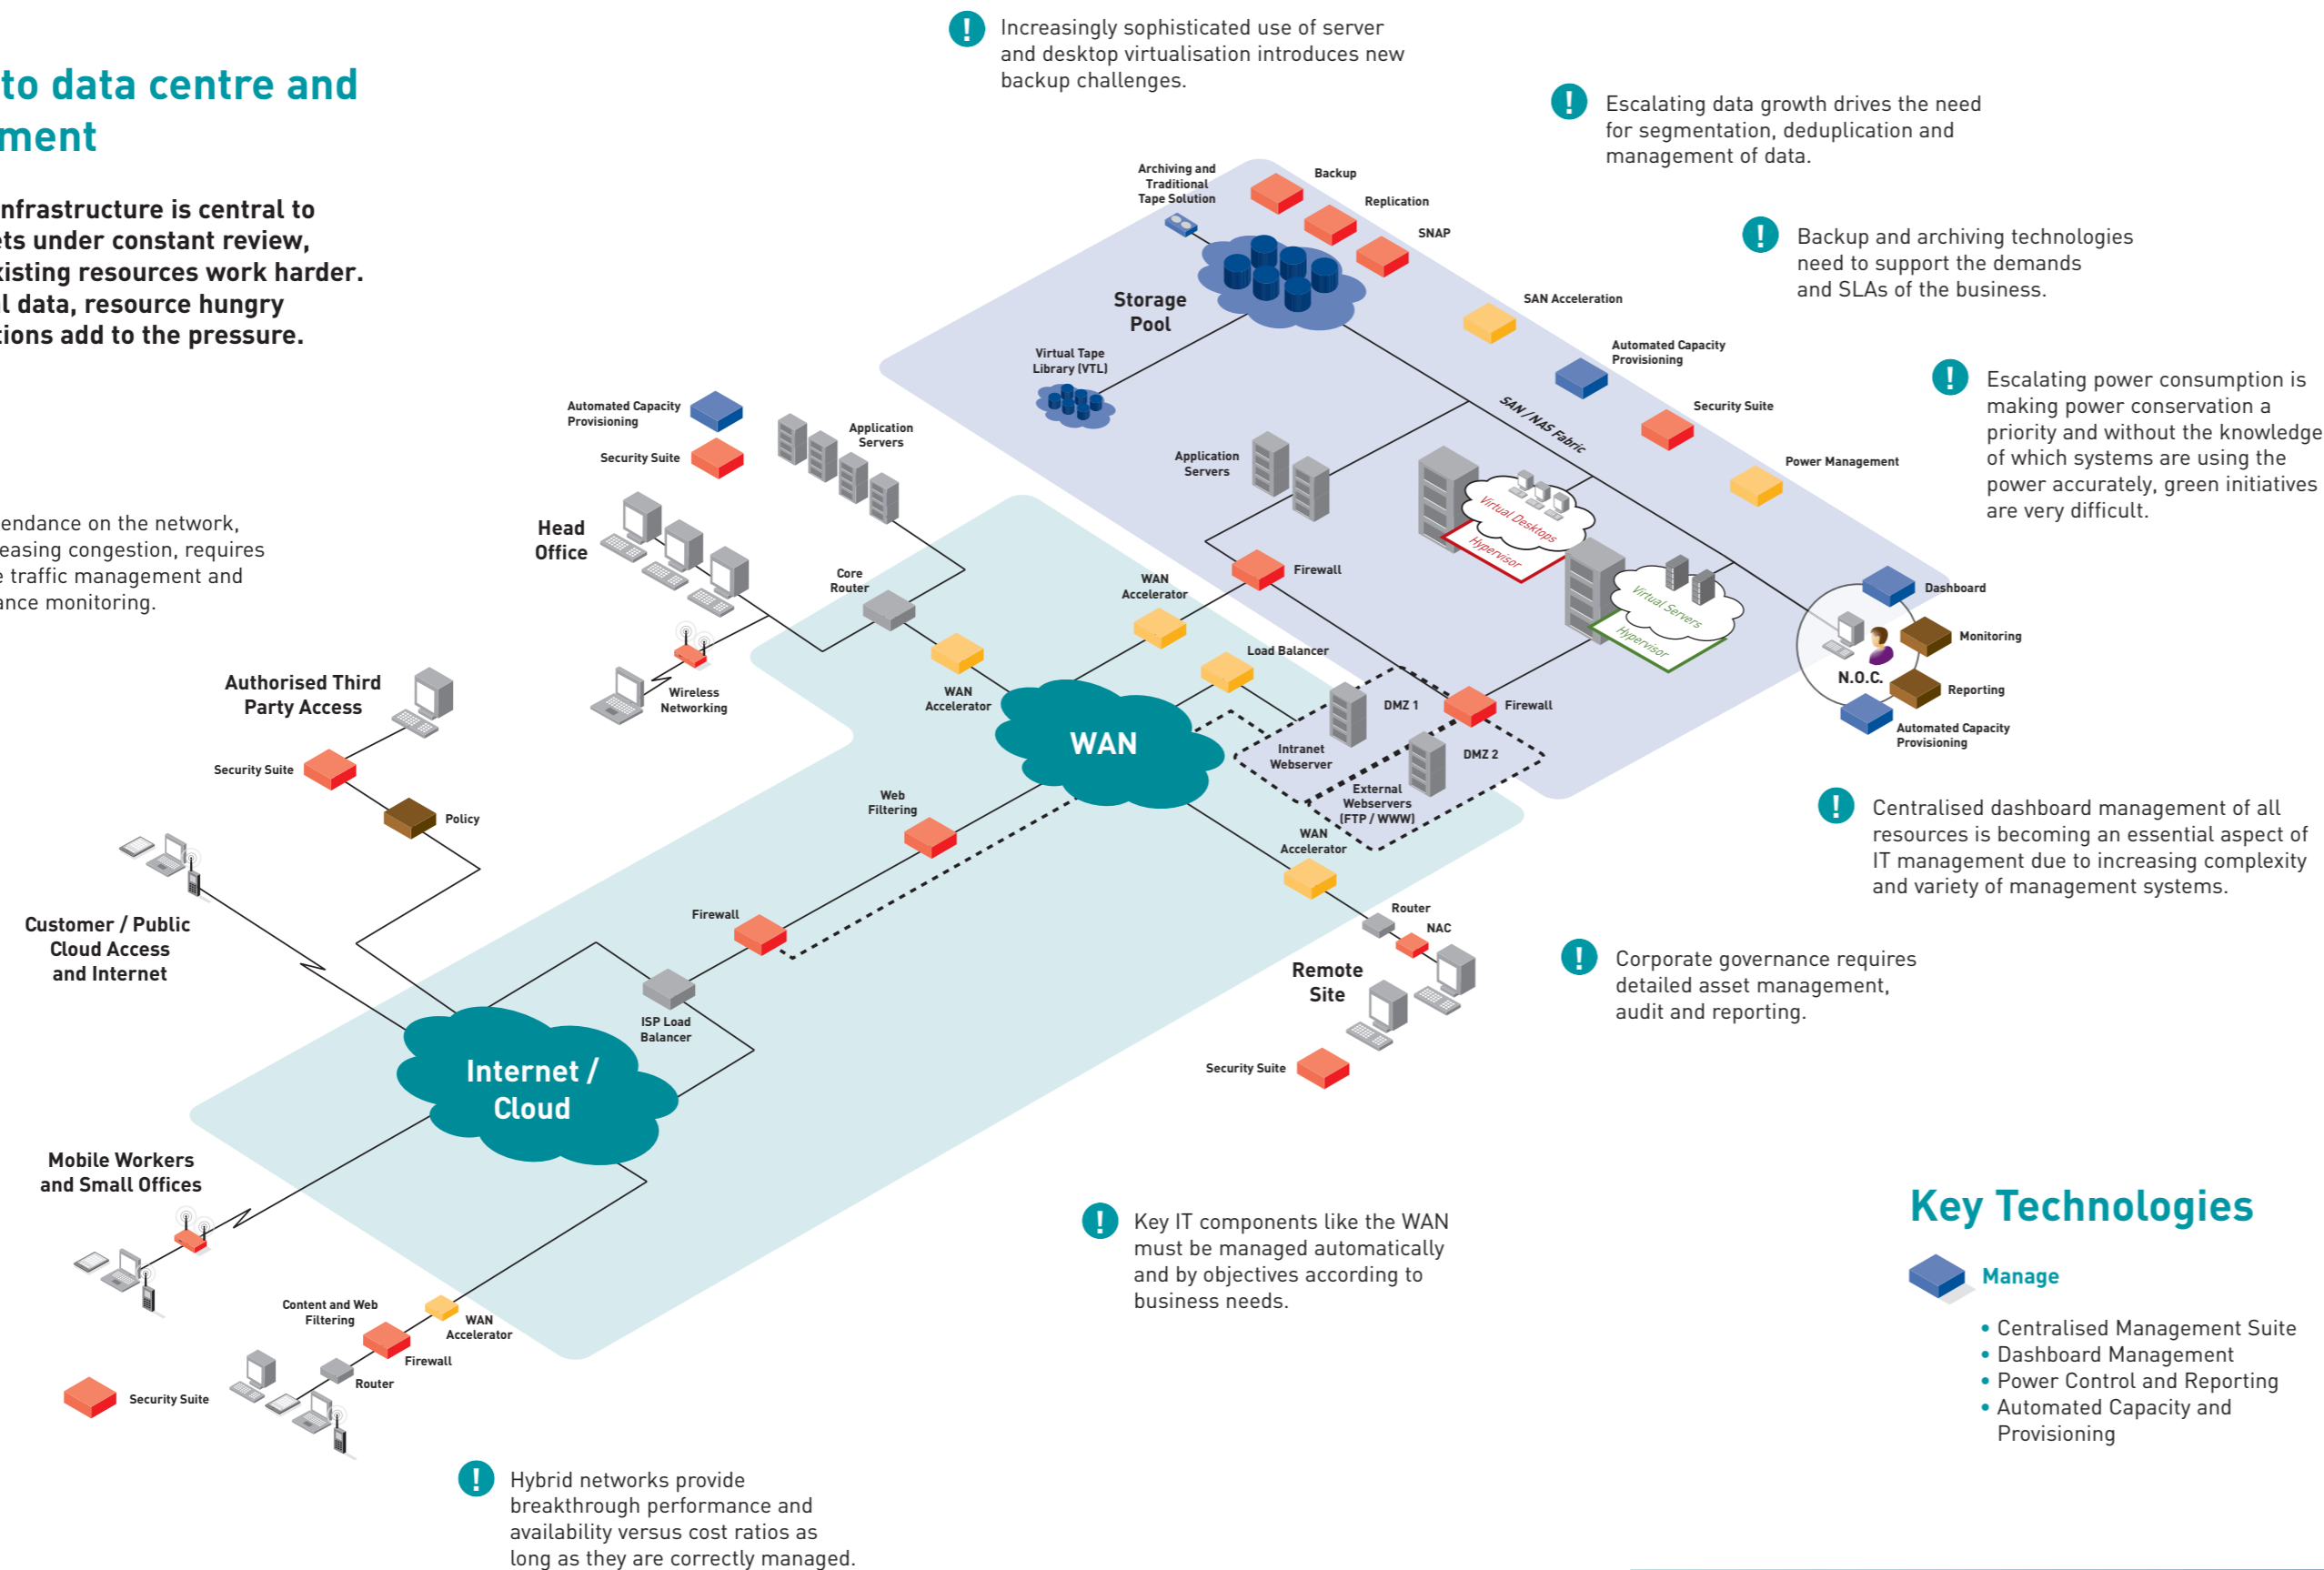 to data centre and
ment
nfrastructure is central to
ts under constant review,
xisting resources work harder.
l data, resource hungry
tions add to the pressure.
! Increasingly sophisticated use of server
and desktop virtualisation introduces new
backup challenges.
! Escalating data growth drives the need
for segmentation, deduplication and
management of data.
! Backup and archiving technologies
need to support the demands
and SLAs of the business.
! Escalating power consumption is
making power conservation a
priority and without the knowledge
of which systems are using the
power accurately, green initiatives
are very difficult.
endance on the network,
easing congestion, requires
e traffic management and
ance monitoring.
Archiving and
Traditional
Tape Solution
Backup
Replication
SNAP
Storage
Pool
Virtual Tape
Library (VTL)
SAN Acceleration
Automated Capacity
Provisioning
Security Suite
Power Management
SAN / NAS Fabric
Application
Servers
Virtual Desktops
Hypervisor
Virtual Servers
Hypervisor
Dashboard
Monitoring
N.O.C.
Reporting
Automated Capacity
Provisioning
Automated Capacity
Provisioning
Security Suite
Application
Servers
Head
Office
Core
Router
Wireless
Networking
WAN
Accelerator
WAN
Accelerator
Firewall
Load Balancer
WAN
DMZ 1
Firewall
Intranet
Webserver
DMZ 2
External
Webservers
(FTP / WWW)
WAN
Accelerator
Router
NAC
Remote
Site
Security Suite
Authorised Third
Party Access
Security Suite
Policy
Web
Filtering
Firewall
ISP Load
Balancer
Customer / Public
Cloud Access
and Internet
Internet /
Cloud
Mobile Workers
and Small Offices
Content and Web
Filtering
WAN
Accelerator
Firewall
Router
Security Suite
! Centralised dashboard management of all
resources is becoming an essential aspect of
IT management due to increasing complexity
and variety of management systems.
! Corporate governance requires
detailed asset management,
audit and reporting.
! Key IT components like the WAN
must be managed automatically
and by objectives according to
business needs.
! Hybrid networks provide
breakthrough performance and
availability versus cost ratios as
long as they are correctly managed.
Key Technologies
Manage
• Centralised Management Suite
• Dashboard Management
• Power Control and Reporting
• Automated Capacity and
Provisioning